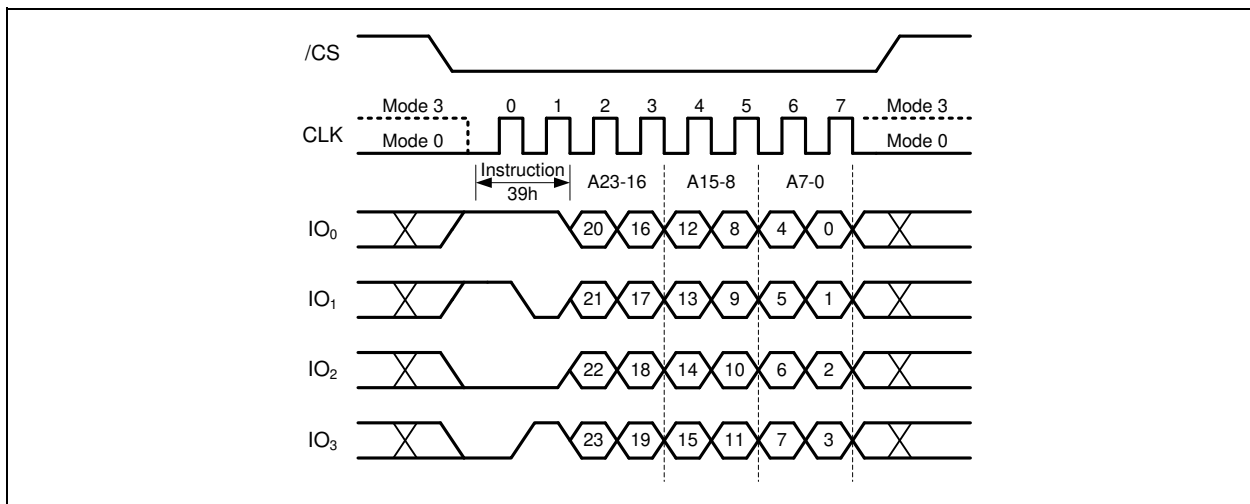 /CS
Mode 3 0 1 2 3 4 5 6 7 Mode 3
CLK
Mode 0 Mode 0
Instruction
39h
A23-16 A15-8 A7-0
IO₀ 20 16 12 8 4 0
IO₁ 21 17 13 9 5 1
IO₂ 22 18 14 10 6 2
IO₃ 23 19 15 11 7 3